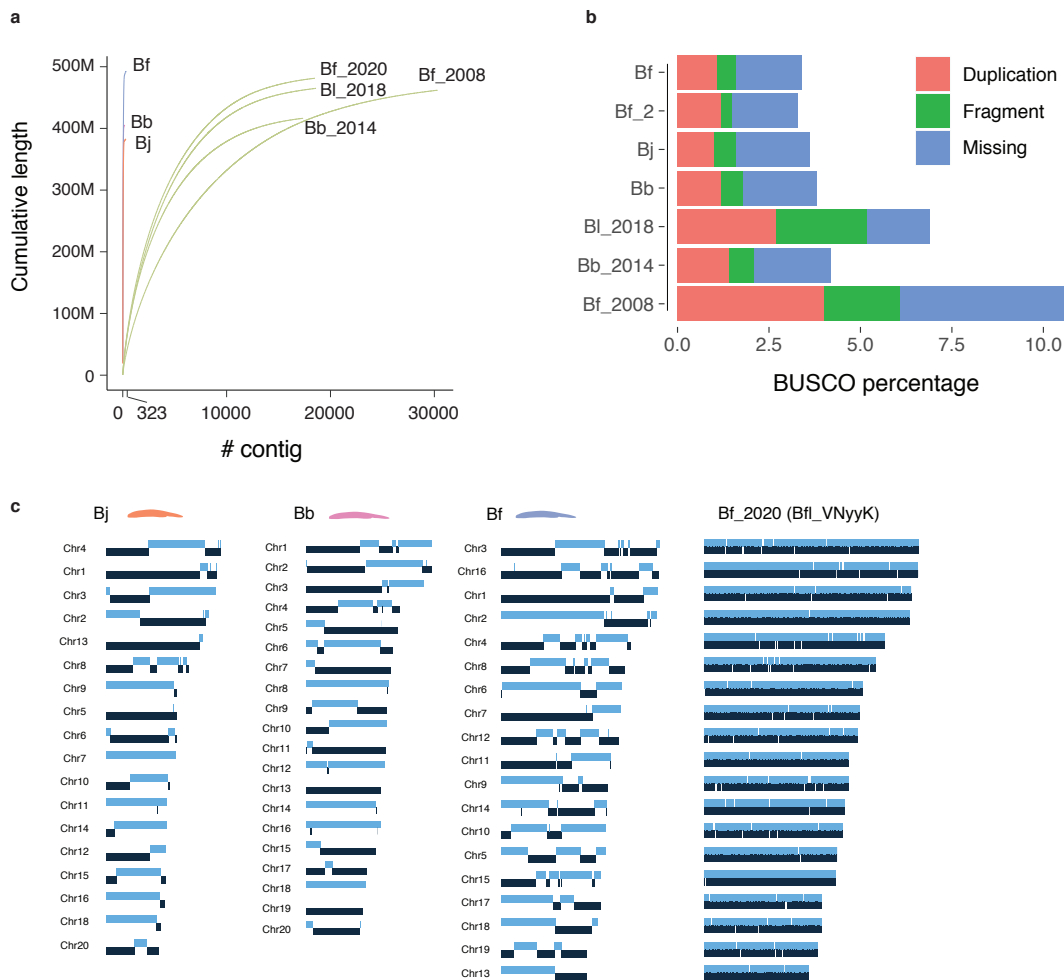 a
500M
400M
300M
200M
100M
0
Cumulative length
Bf
Bb
Bj
Bf_2020
Bf_2008
Bl_2018
Bb_2014
0 323 10000 20000 30000
# contig
b
Bf
Bf_2
Bj
Bb
Bl_2018
Bb_2014
Bf_2008
Duplication
Fragment
Missing
0.0 2.5 5.0 7.5 10.0
BUSCO percentage
c
Bj
Chr4
Chr1
Chr3
Chr2
Chr13
Chr8
Chr9
Chr5
Chr6
Chr7
Chr10
Chr11
Chr14
Chr12
Chr15
Chr16
Chr18
Chr20
Bb
Chr1
Chr2
Chr3
Chr4
Chr5
Chr6
Chr7
Chr8
Chr9
Chr10
Chr11
Chr12
Chr13
Chr14
Chr16
Chr15
Chr17
Chr18
Chr19
Chr20
Bf
Chr3
Chr16
Chr1
Chr2
Chr4
Chr8
Chr6
Chr7
Chr12
Chr11
Chr9
Chr14
Chr10
Chr5
Chr15
Chr17
Chr18
Chr19
Chr13
Bf_2020 (Bfl_VNyyK)